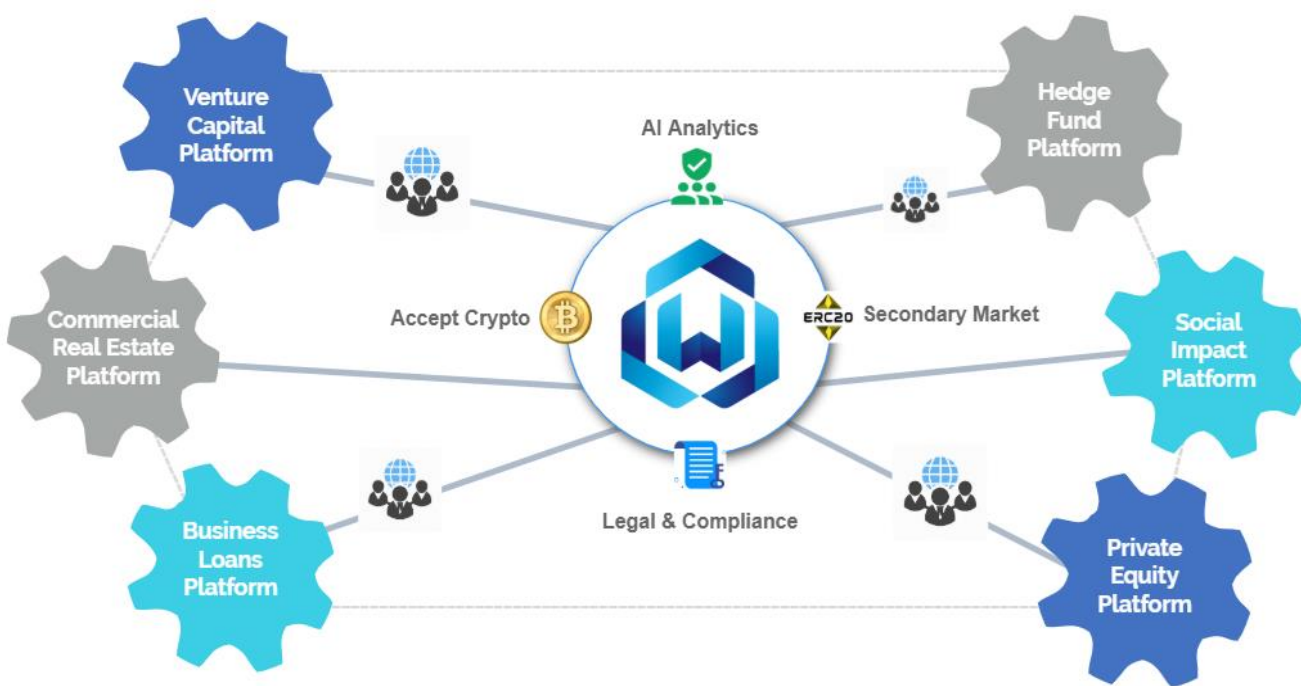 Venture
Capital
Platform
Hedge
Fund
Platform
AI Analytics
Accept Crypto
ERC20
Secondary Market
Commercial
Real Estate
Platform
Social
Impact
Platform
Legal & Compliance
Business
Loans
Platform
Private
Equity
Platform